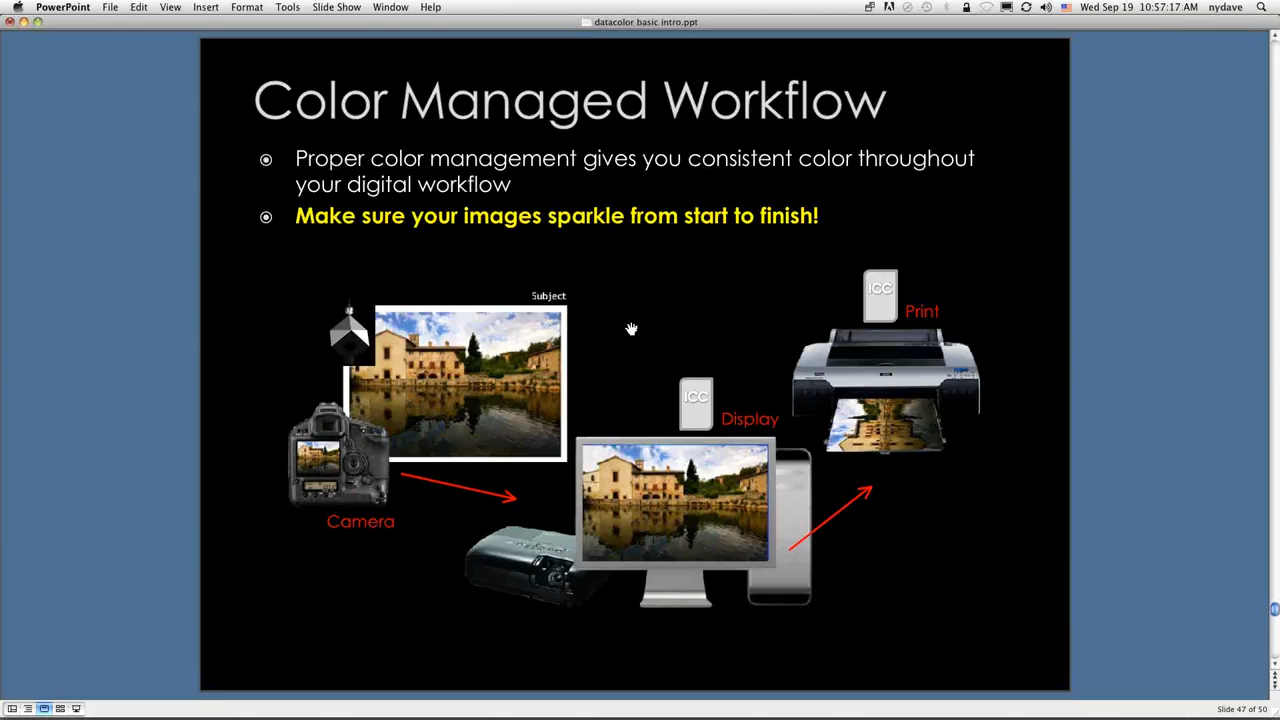 PowerPoint File Edit View Insert Format Tools Slide Show Window Help Wed Sep 19 10:57:17 AM nydave
datacolor basic intro.ppt
Color Managed Workflow
Proper color management gives you consistent color throughout
your digital workflow
Make sure your images sparkle from start to finish!
Subject
ICC
Print
ICC
Display
Camera
Slide 47 of 50